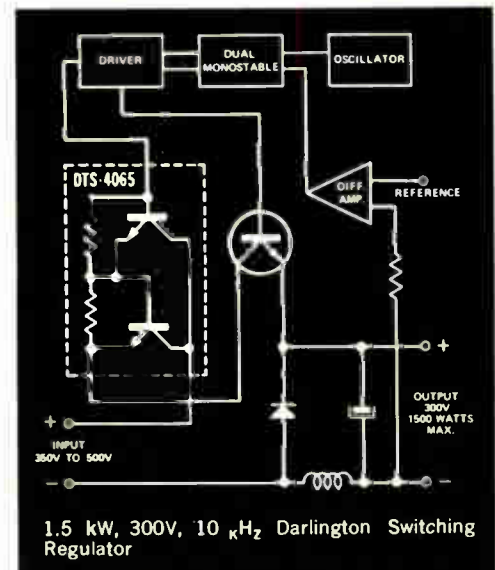 DRIVER
DUAL
MONOSTABLE
OSCILLATOR
DTS-4065
DIFF
AMP.
REFERENCE
+
OUTPUT
300V
1500 WATTS
MAX.
-
+
INPUT
350V TO 500V
-
1.5 kW, 300V, 10 KHz Darlington Switching
Regulator